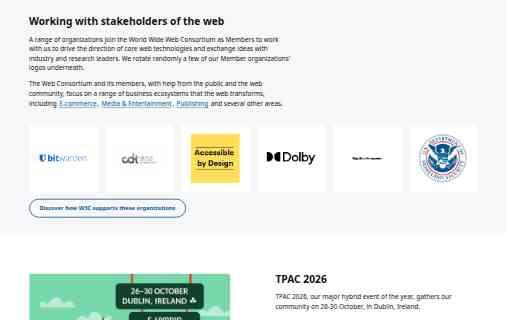 Working with stakeholders of the web
A range of organizations join the World Wide Web Consortium as Members to work
with us to drive the direction of core web technologies and exchange ideas with
industry and research leaders. We rotate randomly a few of our Member organizations'
logos underneath.
The Web Consortium and its members, with help from the public and the web
community, focus on a range of business ecosystems that the web transforms,
including E-commerce, Media & Entertainment, Publishing and several other areas.
bitwarden
cdt
Accessible
by Design
Dolby
Discover how W3C supports these organizations
26–30 OCTOBER
DUBLIN, IRELAND
TPAC 2026
TPAC 2026, our major hybrid event of the year, gathers our
community on 26-30 October, in Dublin, Ireland.